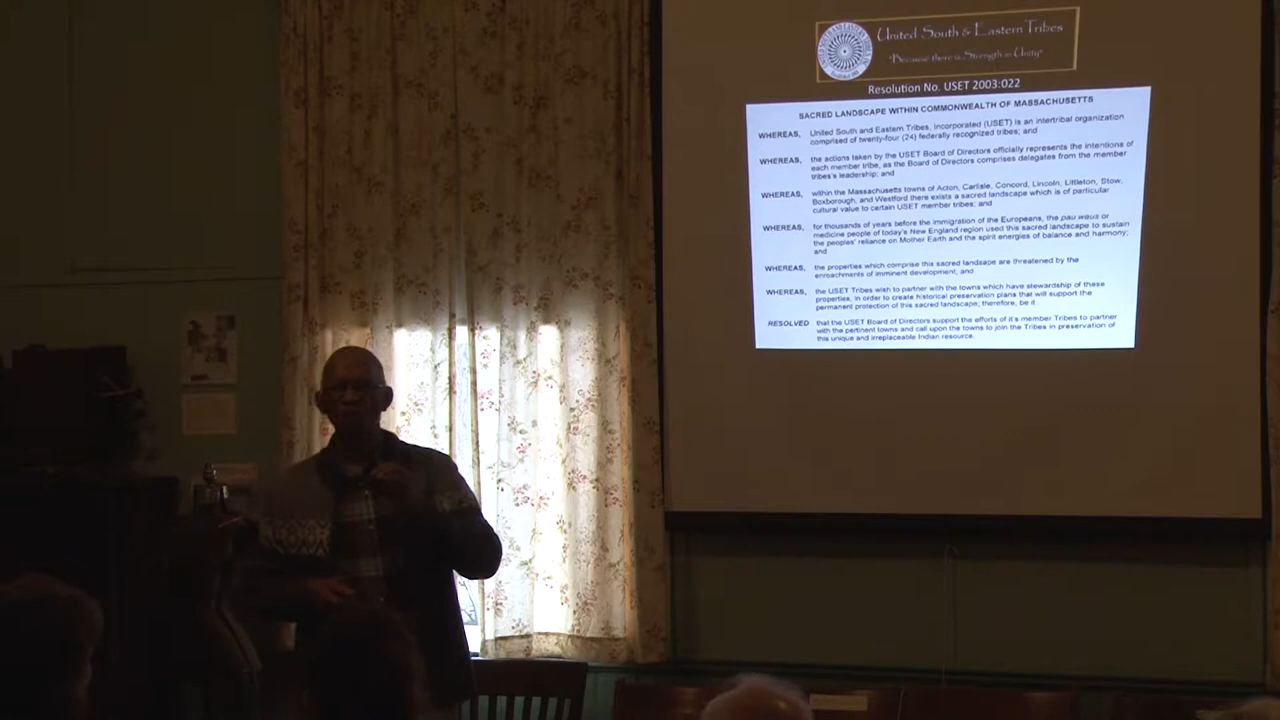 United South & Eastern Tribes
"Because there is Strength in Unity"
Resolution No. USET 2003:022
SACRED LANDSCAPE WITHIN COMMONWEALTH OF MASSACHUSETTS
WHEREAS, United South and Eastern Tribes, Incorporated (USET) is an intertribal organization
comprised of twenty-four (24) federally recognized tribes; and
WHEREAS, the actions taken by the USET Board of Directors officially represents the intentions of
each member tribe, as the Board of Directors comprises delegates from the member
tribes's leadership; and
WHEREAS, within the Massachusetts towns of Acton, Carlisle, Concord, Lincoln, Littleton, Stow,
Boxborough, and Westford there exists a sacred landscape which is of particular
cultural value to certain USET member tribes; and
WHEREAS, for thousands of years before the immigration of the Europeans, the pau waus or
medicine people of today's New England region used this sacred landscape to sustain
the peoples' reliance on Mother Earth and the spirit energies of balance and harmony;
and
WHEREAS, the properties which comprise this sacred landscape are threatened by the
enroachments of imminent development, and
WHEREAS, the USET Tribes wish to partner with the towns which have stewardship of these
properties, in order to create historical preservation plans that will support the
permanent protection of this sacred landscape; therefore, be it
RESOLVED that the USET Board of Directors support the efforts of it's member Tribes to partner
with the pertinent towns and call upon the towns to join the Tribes in preservation of
this unique and irreplaceable Indian resource.